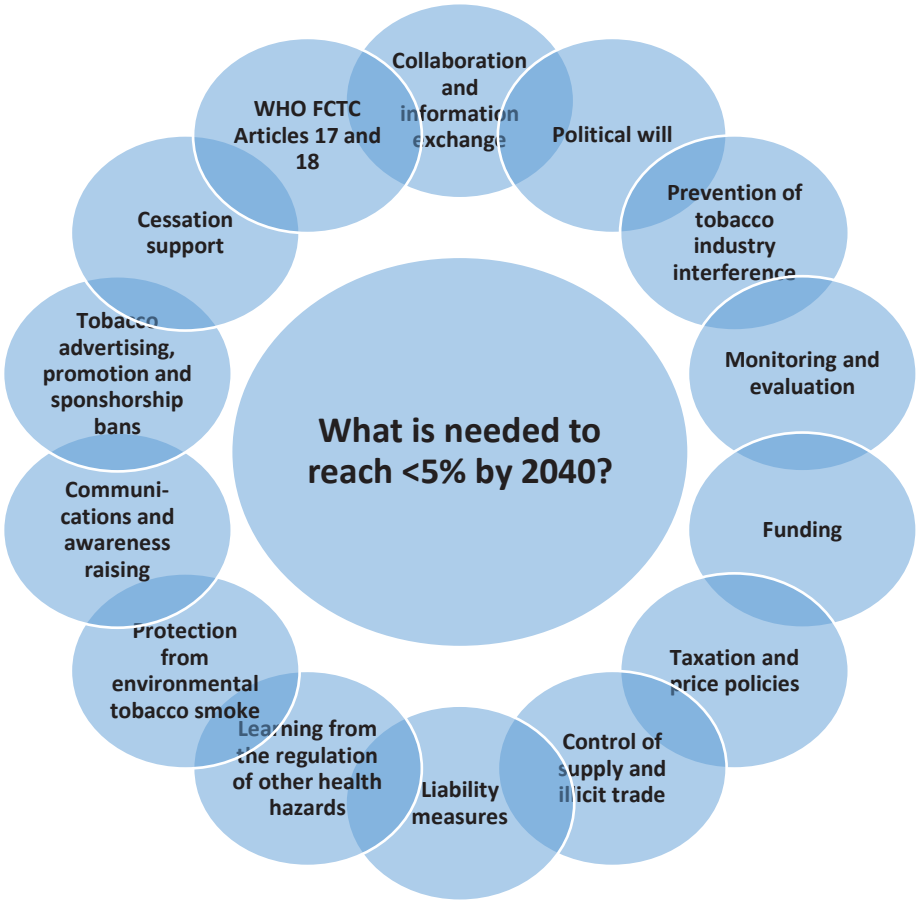 Collaboration
and
information
exchange
Political will
Prevention of
tobacco
industry
interference
Monitoring and
evaluation
Funding
Taxation and
price policies
Control of
supply and
illicit trade
Liability
measures
Learning from
the regulation
of other health
hazards
Protection
from
environmental
tobacco smoke
Communi-
cations and
awareness
raising
Tobacco
advertising,
promotion and
sponshorship
bans
Cessation
support
WHO FCTC
Articles 17 and
18
What is needed to
reach <5% by 2040?